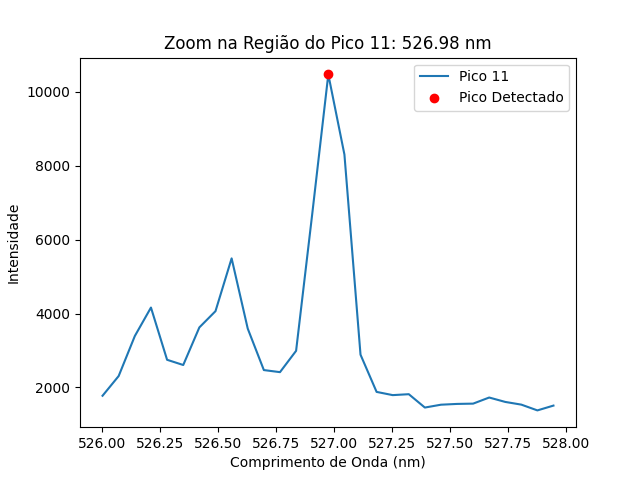 Zoom na Região do Pico 11: 526.98 nm
Pico 11
Pico Detectado
Intensidade
10000
8000
6000
4000
2000
526.00 526.25 526.50 526.75 527.00 527.25 527.50 527.75 528.00
Comprimento de Onda (nm)